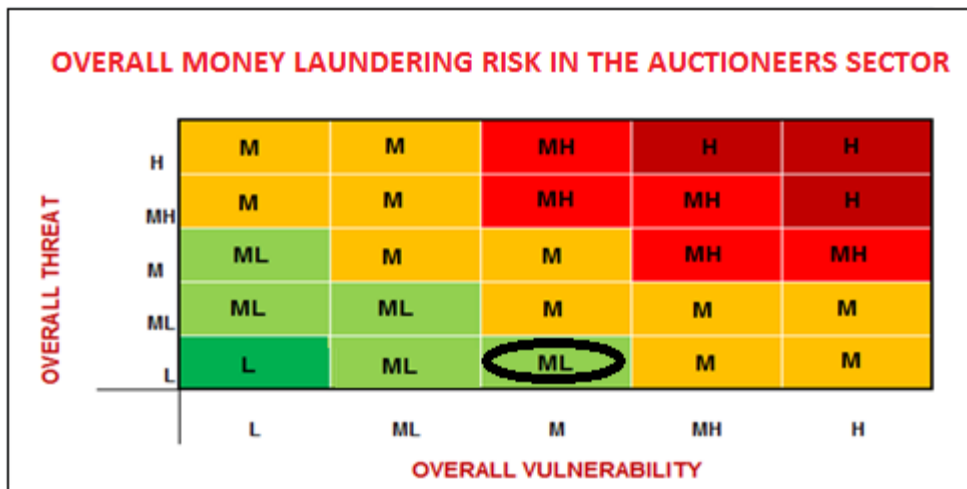 OVERALL MONEY LAUNDERING RISK IN THE AUCTIONEERS SECTOR
OVERALL THREAT
H M M MH H H
MH M M MH MH H
M ML M M MH MH
ML ML ML M M M
L L ML ML M M
L ML M MH H
OVERALL VULNERABILITY